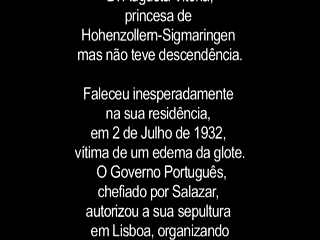 D. Augusta Vitória,
princesa de
Hohenzollern-Sigmaringen
mas não teve descendência.
Faleceu inesperadamente
na sua residência,
em 2 de Julho de 1932,
vítima de um edema da glote.
O Governo Português,
chefiado por Salazar,
autorizou a sua sepultura
em Lisboa, organizando